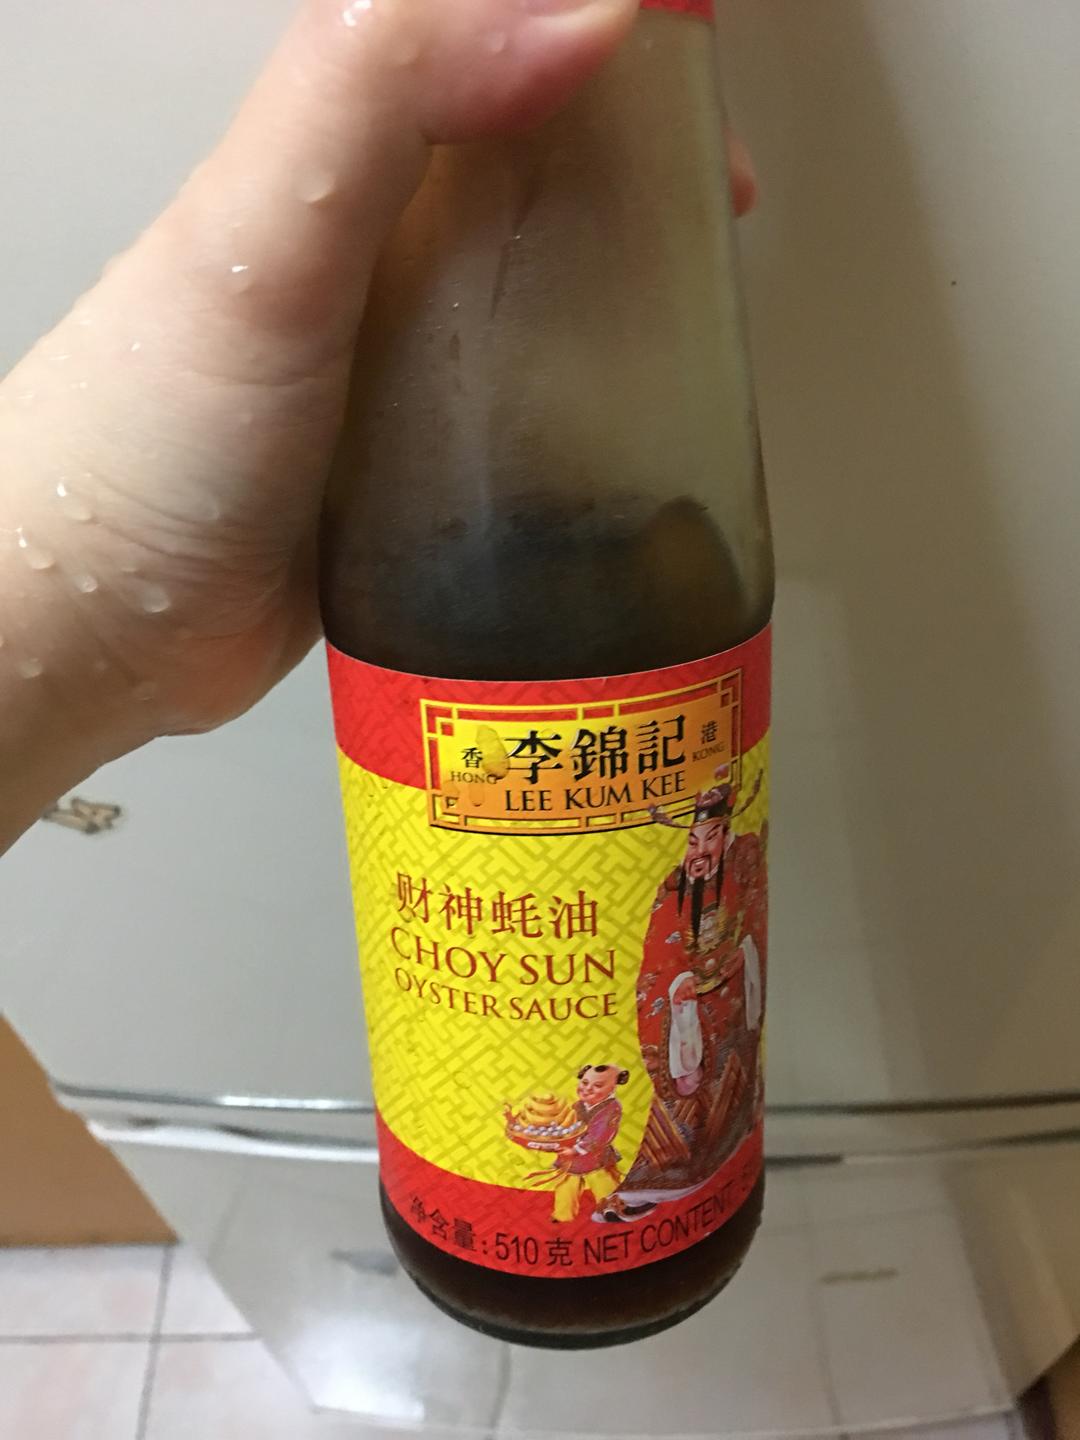 香 李錦記 港
HONG KONG
LEE KUM KEE
财神蚝油
CHOY SUN
OYSTER SAUCE
净含量:510克 NET CONTENT